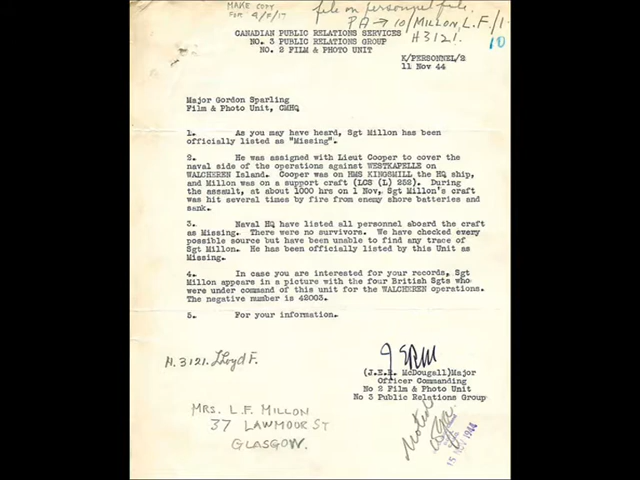 MAKE COPY
FOR
file on personnel file.
PA → 10/MILLON, L.F./1
H3121.
10
CANADIAN PUBLIC RELATIONS SERVICES
NO. 3 PUBLIC RELATIONS GROUP
NO. 2 FILM & PHOTO UNIT
K/PERSONNEL/2
11 Nov 44
Major Gordon Sparling
Film & Photo Unit, CMHQ
1. As you may have heard, Sgt Millon has been
officially listed as "Missing".
2. He was assigned with Lieut Cooper to cover the
naval side of the operations against WESTKAPELLE on
WALCHEREN Island. Cooper was on HMS KINGSMILL the HQ ship,
and Millon was on a support craft (LCS (L) 252). During
the assault, at about 1000 hrs on 1 Nov, Sgt Millon's craft
was hit several times by fire from enemy shore batteries and
sank.
3. Naval HQ have listed all personnel aboard the craft
as Missing. There were no survivors. We have checked every
possible source but have been unable to find any trace of
Sgt Millon. He has been officially listed by this Unit as
Missing.
4. In case you are interested for your records, Sgt
Millon appears in a picture with the four British Sgts who
were under command of this unit for the WALCHEREN operations.
The negative number is 42003.
5. For your information.
H.3121. Lloyd F.
(J.E.R. McDougall)Major
Officer Commanding
No 2 Film & Photo Unit
No 3 Public Relations Group
MRS. L.F. MILLON
37 LAWMOOR ST
GLASGOW.
Noted
15 NOV 1944